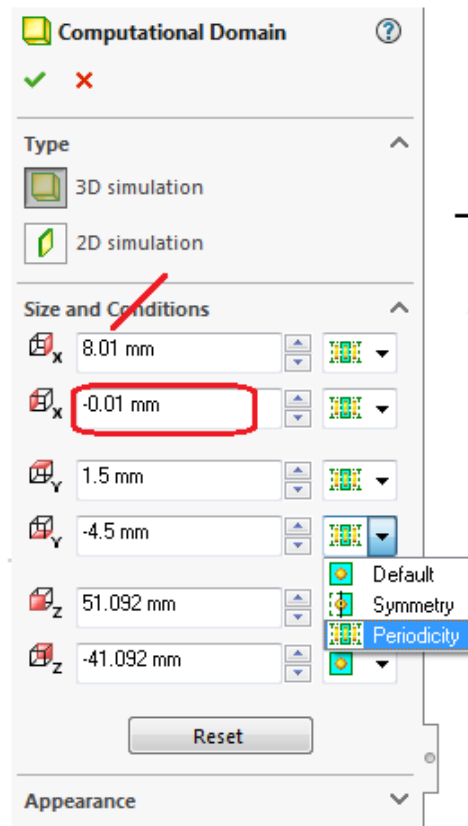 Computational Domain
Type
3D simulation
2D simulation
Size and Conditions
X 8.01 mm
X -0.01 mm
Y 1.5 mm
Y -4.5 mm
Default
Z 51.092 mm
Symmetry
Periodicity
Z -41.092 mm
Reset
Appearance